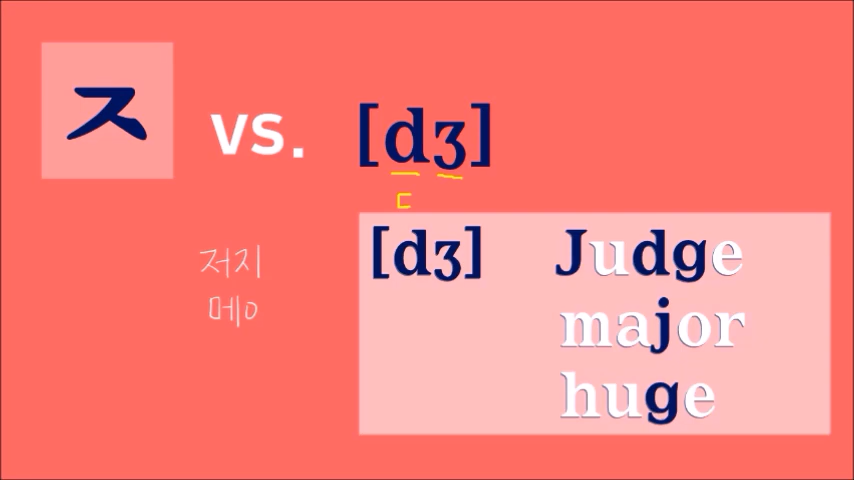 ㅈ vs. [dʒ]
ㄷ
[dʒ] Judge
저지 major
메이 huge